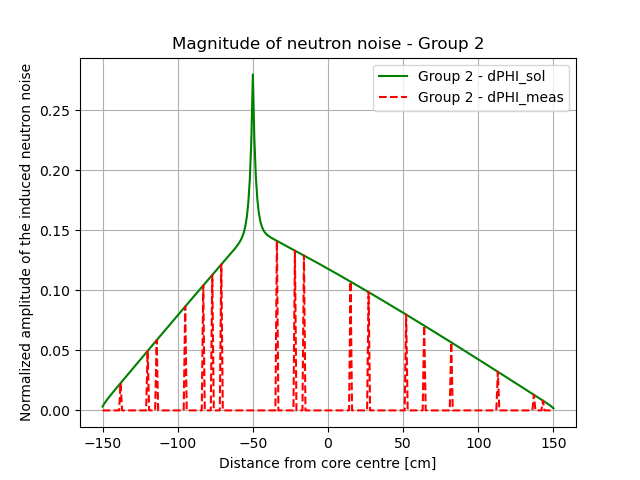 Magnitude of neutron noise - Group 2
Normalized amplitude of the induced neutron noise
Group 2 - dPHI_sol
Group 2 - dPHI_meas
0.25
0.20
0.15
0.10
0.05
0.00
−150 −100 −50 0 50 100 150
Distance from core centre [cm]